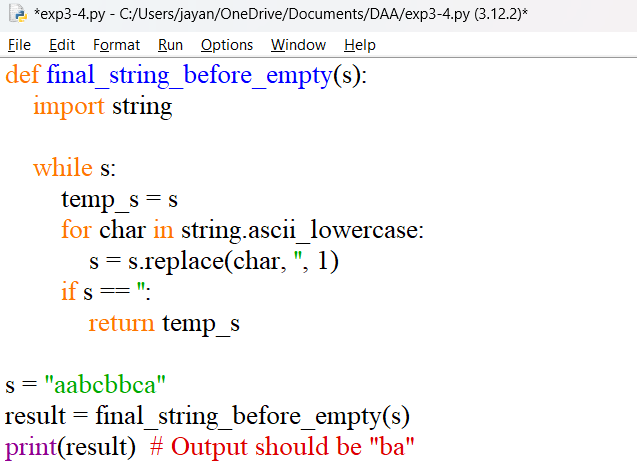 *exp3-4.py - C:/Users/jayan/OneDrive/Documents/DAA/exp3-4.py (3.12.2)*
File Edit Format Run Options Window Help
def final_string_before_empty(s):
    import string

    while s:
        temp_s = s
        for char in string.ascii_lowercase:
            s = s.replace(char, '', 1)
        if s == '':
            return temp_s

s = "aabcbbca"
result = final_string_before_empty(s)
print(result)  # Output should be "ba"